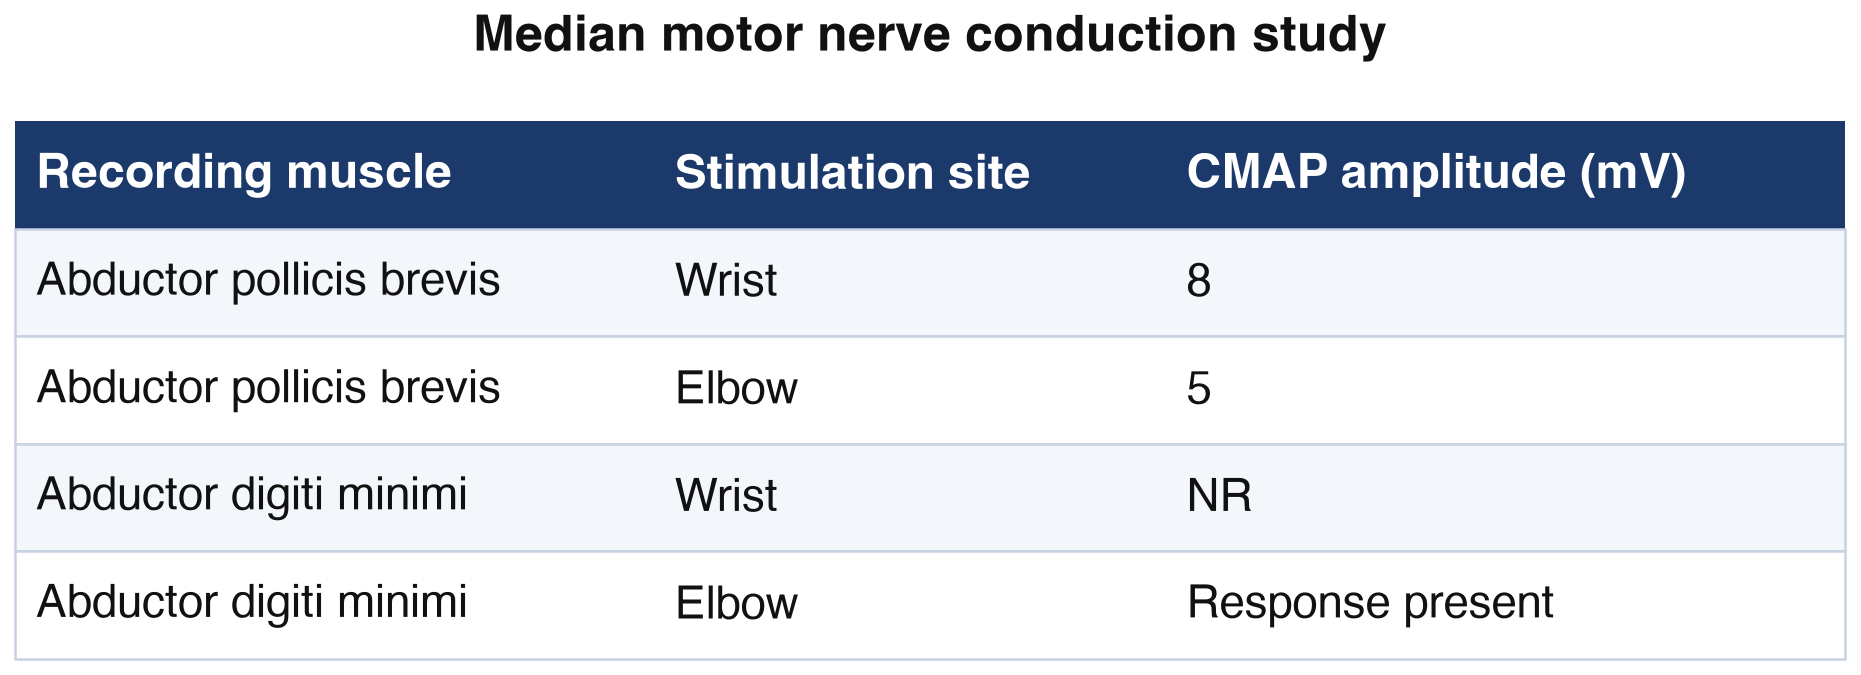 Median motor nerve conduction study
Recording muscle Stimulation site CMAP amplitude (mV)
Abductor pollicis brevis Wrist 8
Abductor pollicis brevis Elbow 5
Abductor digiti minimi Wrist NR
Abductor digiti minimi Elbow Response present